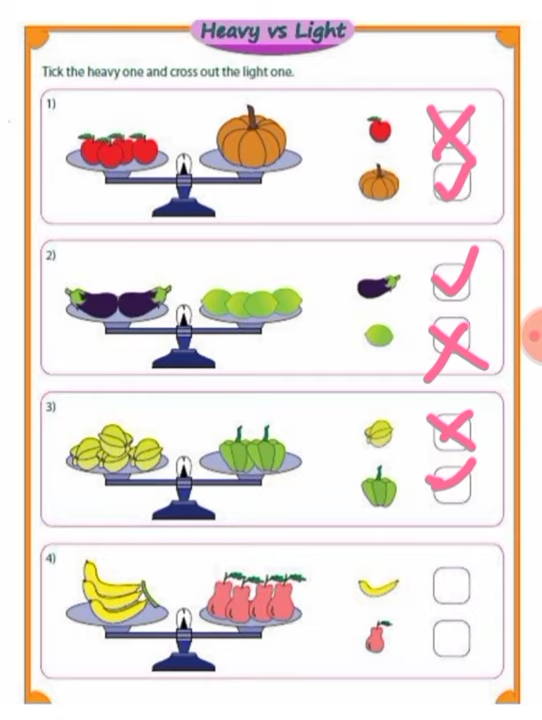 Heavy vs Light
Tick the heavy one and cross out the light one.
1)
2)
3)
4)